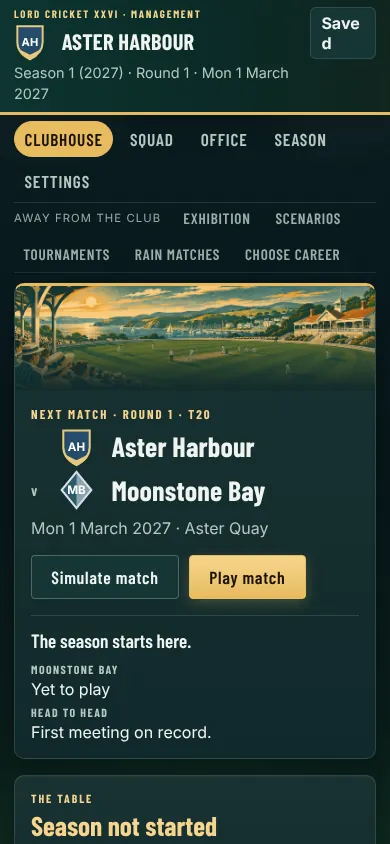 LORD CRICKET XXVI · MANAGEMENT
AH ASTER HARBOUR
Season 1 (2027) · Round 1 · Mon 1 March
2027
Save
d
CLUBHOUSE SQUAD OFFICE SEASON
SETTINGS
AWAY FROM THE CLUB EXHIBITION SCENARIOS
TOURNAMENTS RAIN MATCHES CHOOSE CAREER
NEXT MATCH · ROUND 1 · T20
AH Aster Harbour
V MB Moonstone Bay
Mon 1 March 2027 · Aster Quay
Simulate match Play match
The season starts here.
MOONSTONE BAY
Yet to play
HEAD TO HEAD
First meeting on record.
THE TABLE
Season not started